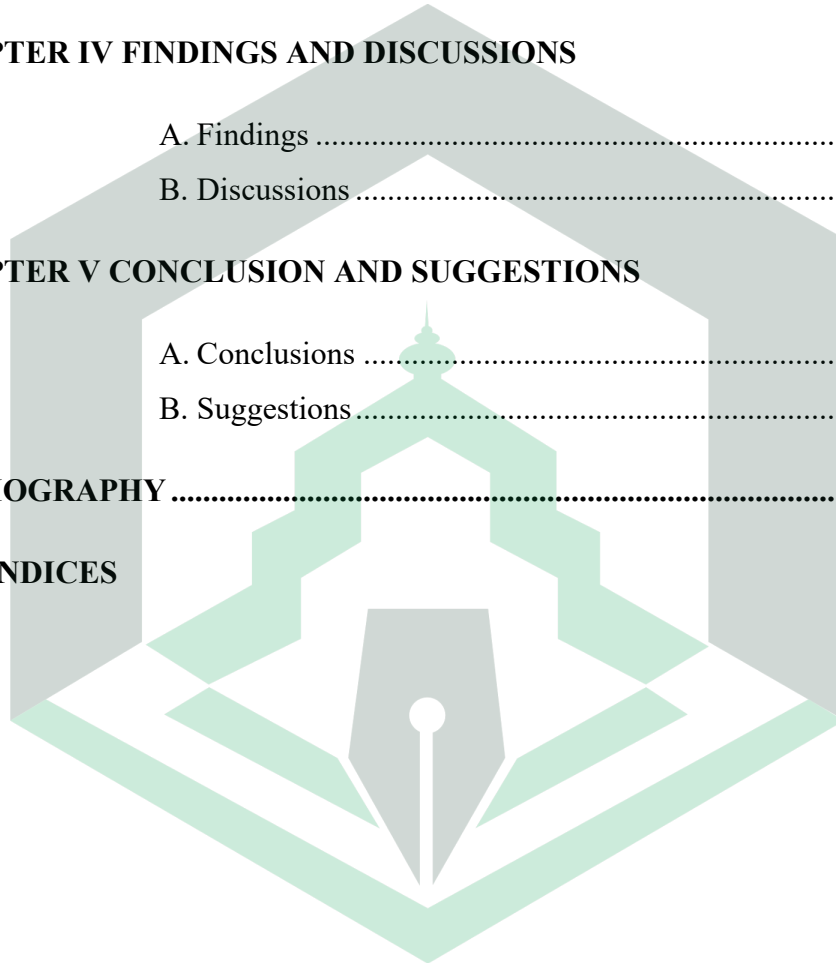 PTER IV FINDINGS AND DISCUSSIONS
A. Findings ................................................................
B. Discussions ...........................................................
PTER V CONCLUSION AND SUGGESTIONS
A. Conclusions ..........................................................
B. Suggestions ...........................................................
IOGRAPHY ..................................................................................
NDICES